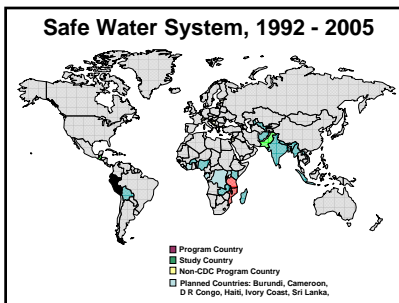 Safe Water System, 1992 - 2005
Program Country
Study Country
Non-CDC Program Country
Planned Countries: Burundi, Cameroon,
D R Congo, Haiti, Ivory Coast, Sri Lanka,